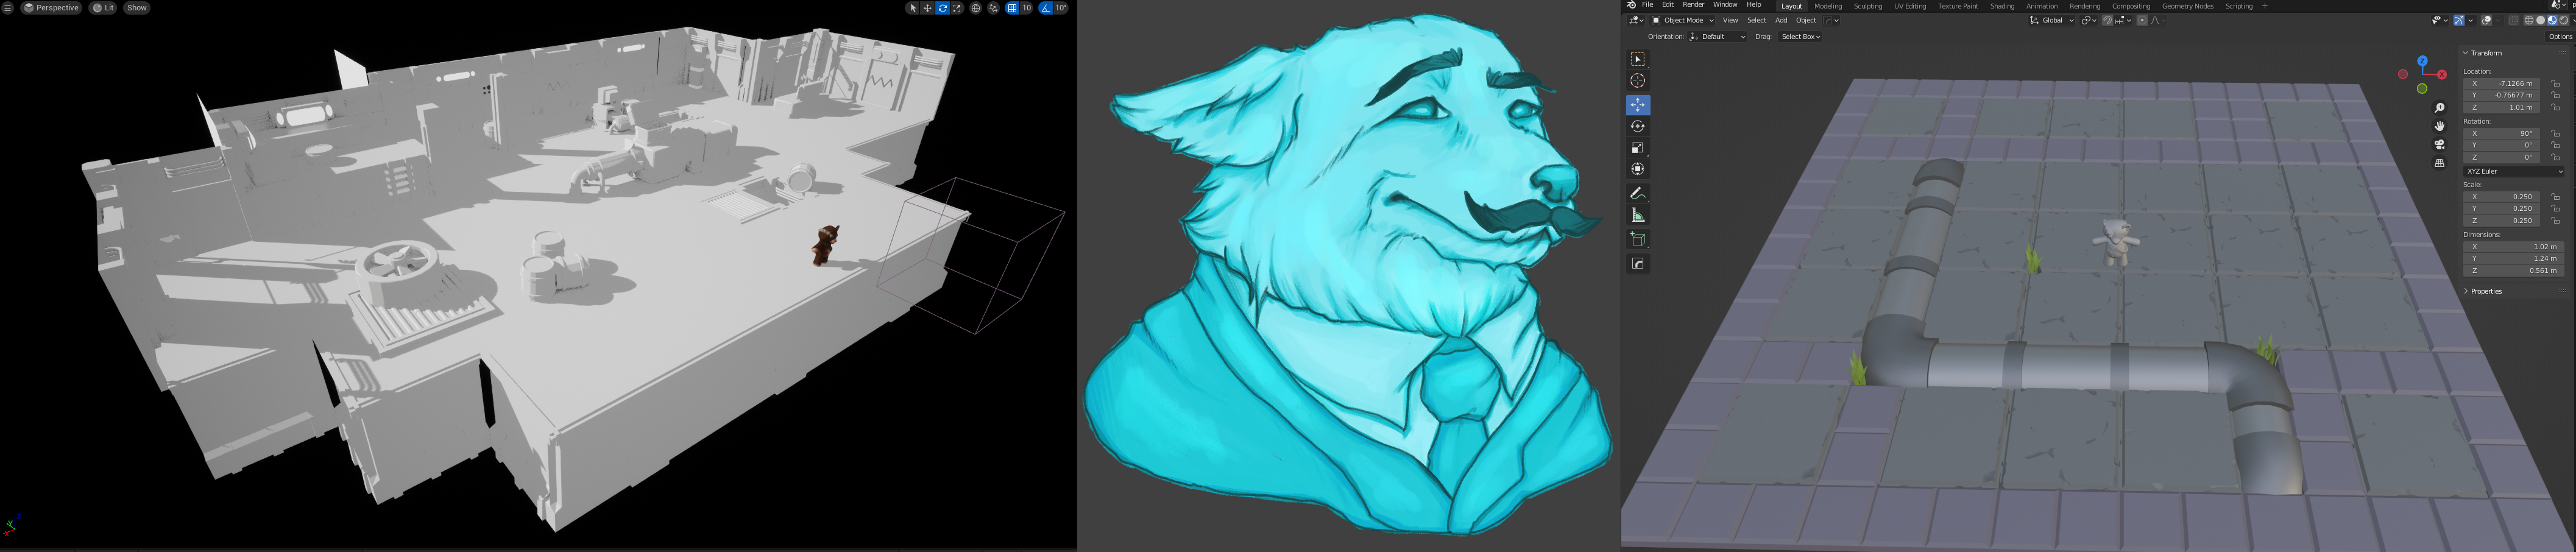 Perspective Lit Show
10 10°
File Edit Render Window Help
Layout Modeling Sculpting UV Editing Texture Paint Shading Animation Rendering Compositing Geometry Nodes Scripting +
Object Mode View Select Add Object
Global
Orientation: Default Drag: Select Box
Options
Transform
Location:
X -7.1266 m
Y -0.76677 m
Z 1.01 m
Rotation:
X 90°
Y 0°
Z 0°
XYZ Euler
Scale:
X 0.250
Y 0.250
Z 0.250
Dimensions:
X 1.02 m
Y 1.24 m
Z 0.561 m
Properties
Z
X